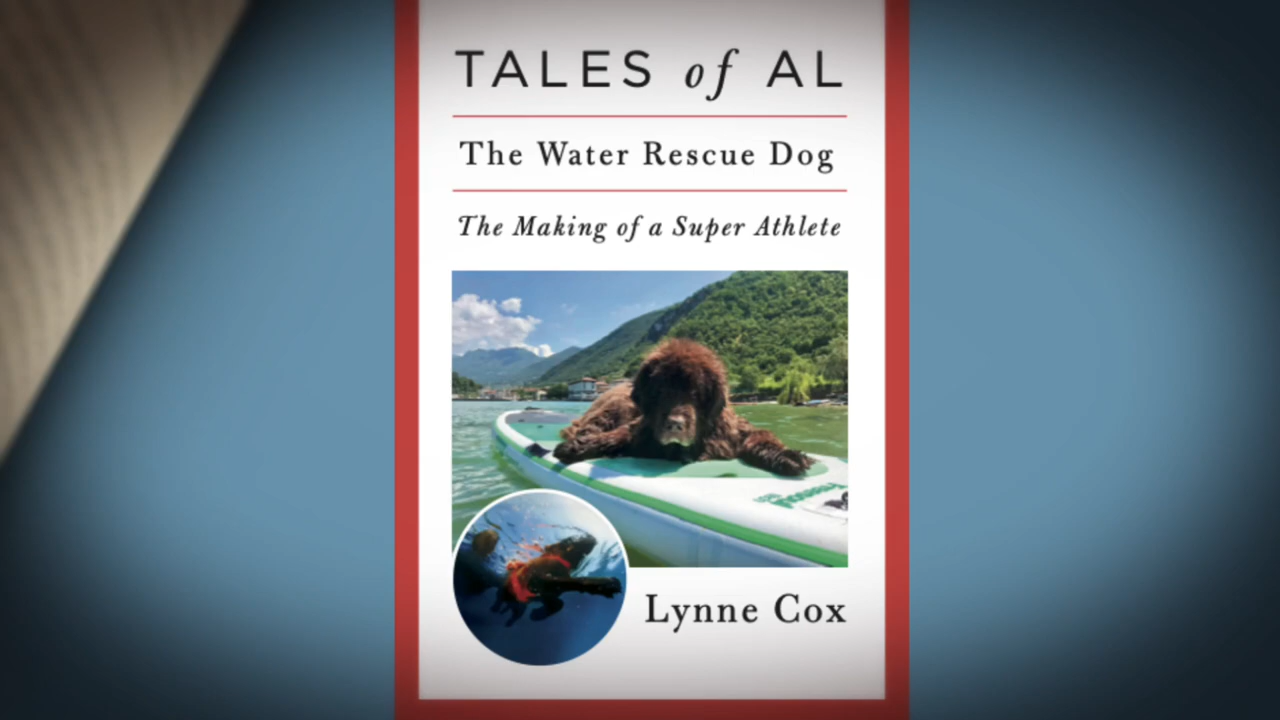 TALES of AL
The Water Rescue Dog
The Making of a Super Athlete
Lynne Cox